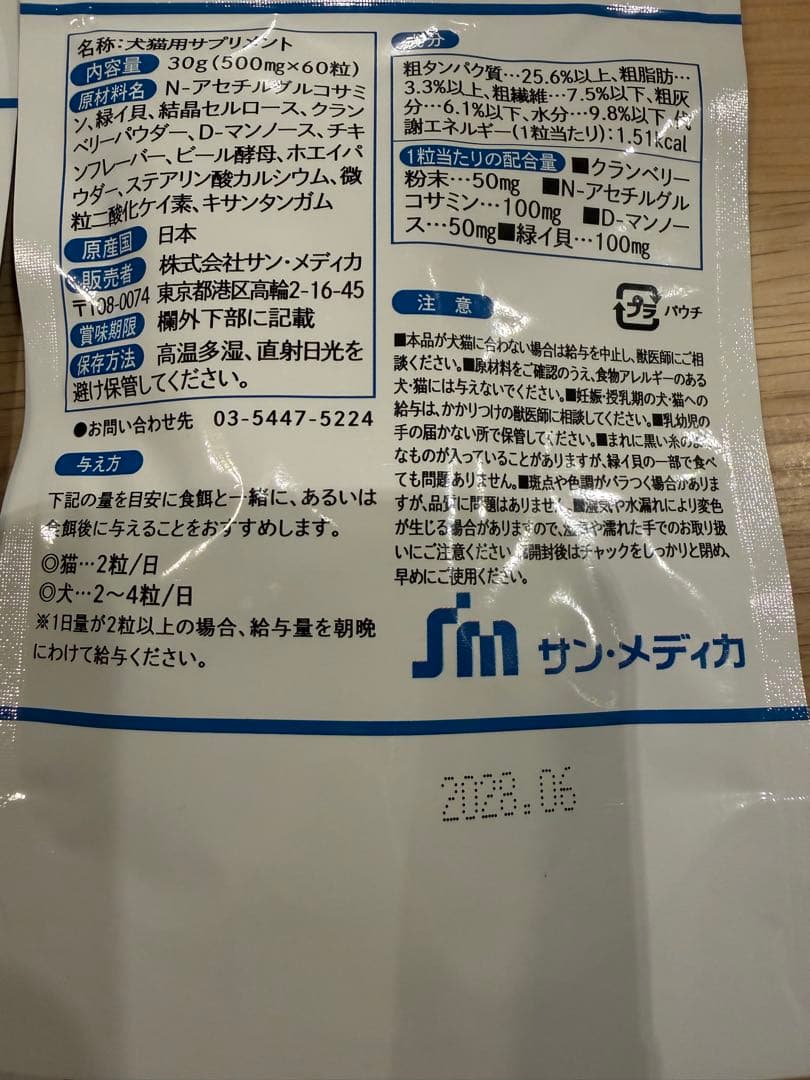 名称:犬猫用サプリメント
内容量 30g(500mg×60粒)
原材料名 N-アセチルグルコサミ
ン、緑イ貝、結晶セルロース、クラン
ベリーパウダー、D-マンノース、チキ
ンフレーバー、ビール酵母、ホエイパ
ウダー、ステアリン酸カルシウム、微
粒二酸化ケイ素、キサンタンガム
原産国 日本
販売者 株式会社サン・メディカ
〒108-0074 東京都港区高輪2-16-45
賞味期限 欄外下部に記載
保存方法 高温多湿、直射日光を
避け保管してください。
●お問い合わせ先 03-5447-5224
与え方
下記の量を目安に食餌と一緒に、あるいは
食餌後に与えることをおすすめします。
◎猫…2粒/日
◎犬…2〜4粒/日
※1日量が2粒以上の場合、給与量を朝晩
にわけて給与ください。
成分
粗タンパク質…25.6%以上、粗脂肪…
3.3%以上、粗繊維…7.5%以下、粗灰
分…6.1%以下、水分…9.8%以下、代
謝エネルギー(1粒当たり):1.51kcal
1粒当たりの配合量 ■クランベリー
粉末…50mg ■N-アセチルグル
コサミン…100mg ■D-マンノー
ス…50mg■緑イ貝…100mg
注意
プラ パウチ
■本品が犬猫に合わない場合は給与を中止し、獣医師にご相
談ください。■原材料をご確認のうえ、食物アレルギーのある
犬・猫には与えないでください。■妊娠・授乳期の犬・猫への
給与は、かかりつけの獣医師に相談してください。■乳幼児の
手の届かない所で保管してください。■まれに黒い糸のよう
なものが入っていることがありますが、緑イ貝の一部で食べ
ても問題ありません。■斑点や色調がバラつく場合がありま
すが、品質に問題はありません。■湿気や水漏れにより変色
が生じる場合がありますので、湿気や濡れた手でのお取り扱
いにご注意ください。■開封後はチャックをしっかりと閉め、
早めにご使用ください。
Sm サン・メディカ
2028.06